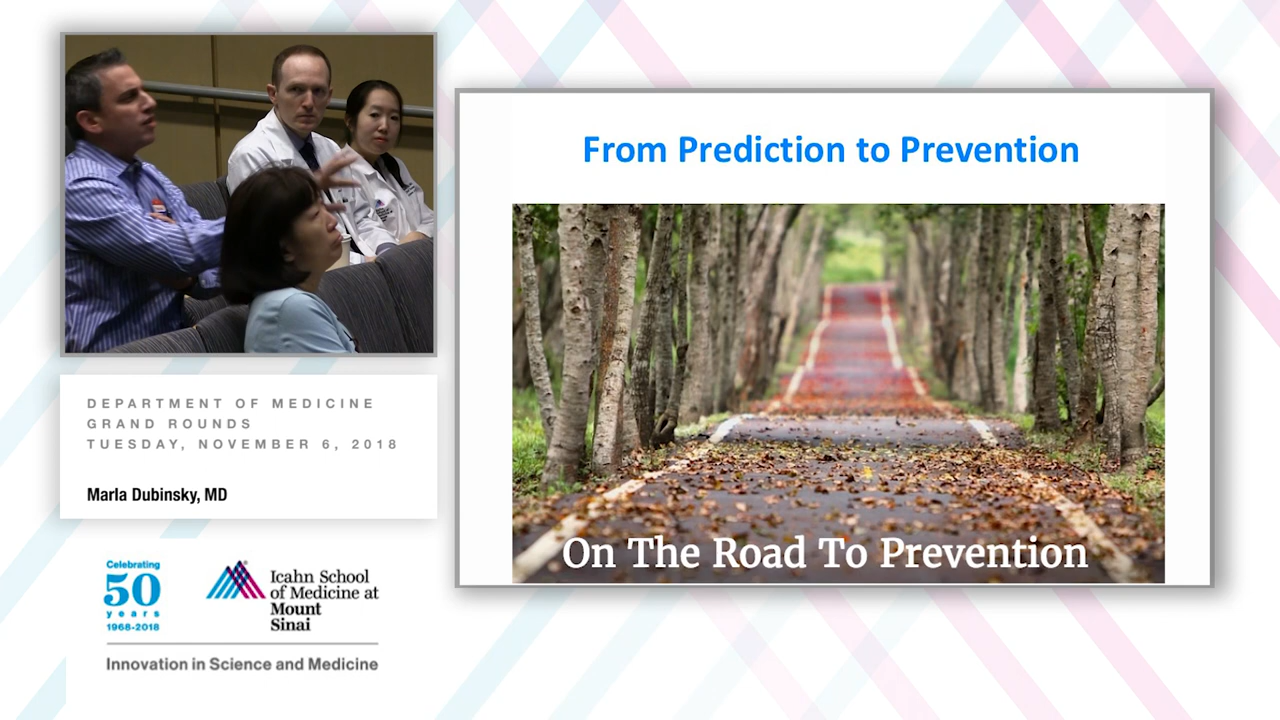 DEPARTMENT OF MEDICINE
GRAND ROUNDS
TUESDAY, NOVEMBER 6, 2018
Marla Dubinsky, MD
Celebrating
50
years
1968-2018
Icahn School
of Medicine at
Mount
Sinai
Innovation in Science and Medicine
From Prediction to Prevention
On The Road To Prevention